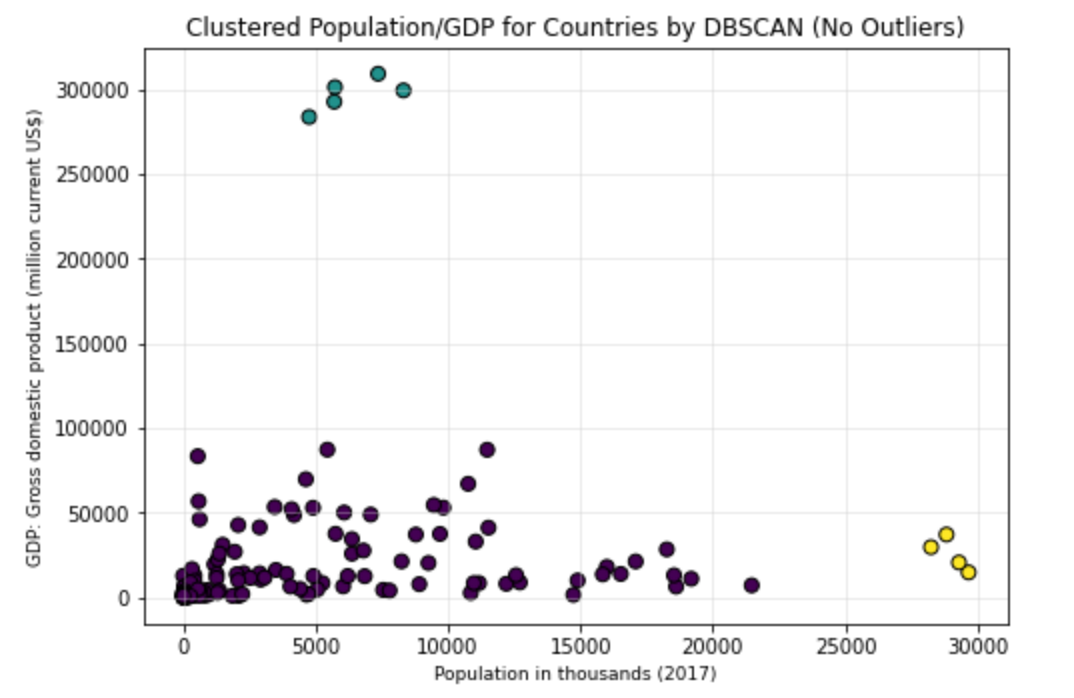 Clustered Population/GDP for Countries by DBSCAN (No Outliers)
GDP: Gross domestic product (million current US$)
300000
250000
200000
150000
100000
50000
0
0 5000 10000 15000 20000 25000 30000
Population in thousands (2017)